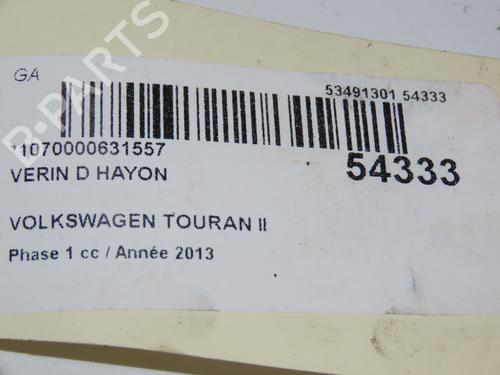 GA
53491301 54333
*1070000631557
54333
VERIN D HAYON
VOLKSWAGEN TOURAN II
Phase 1 cc / Année 2013
B-PARTS